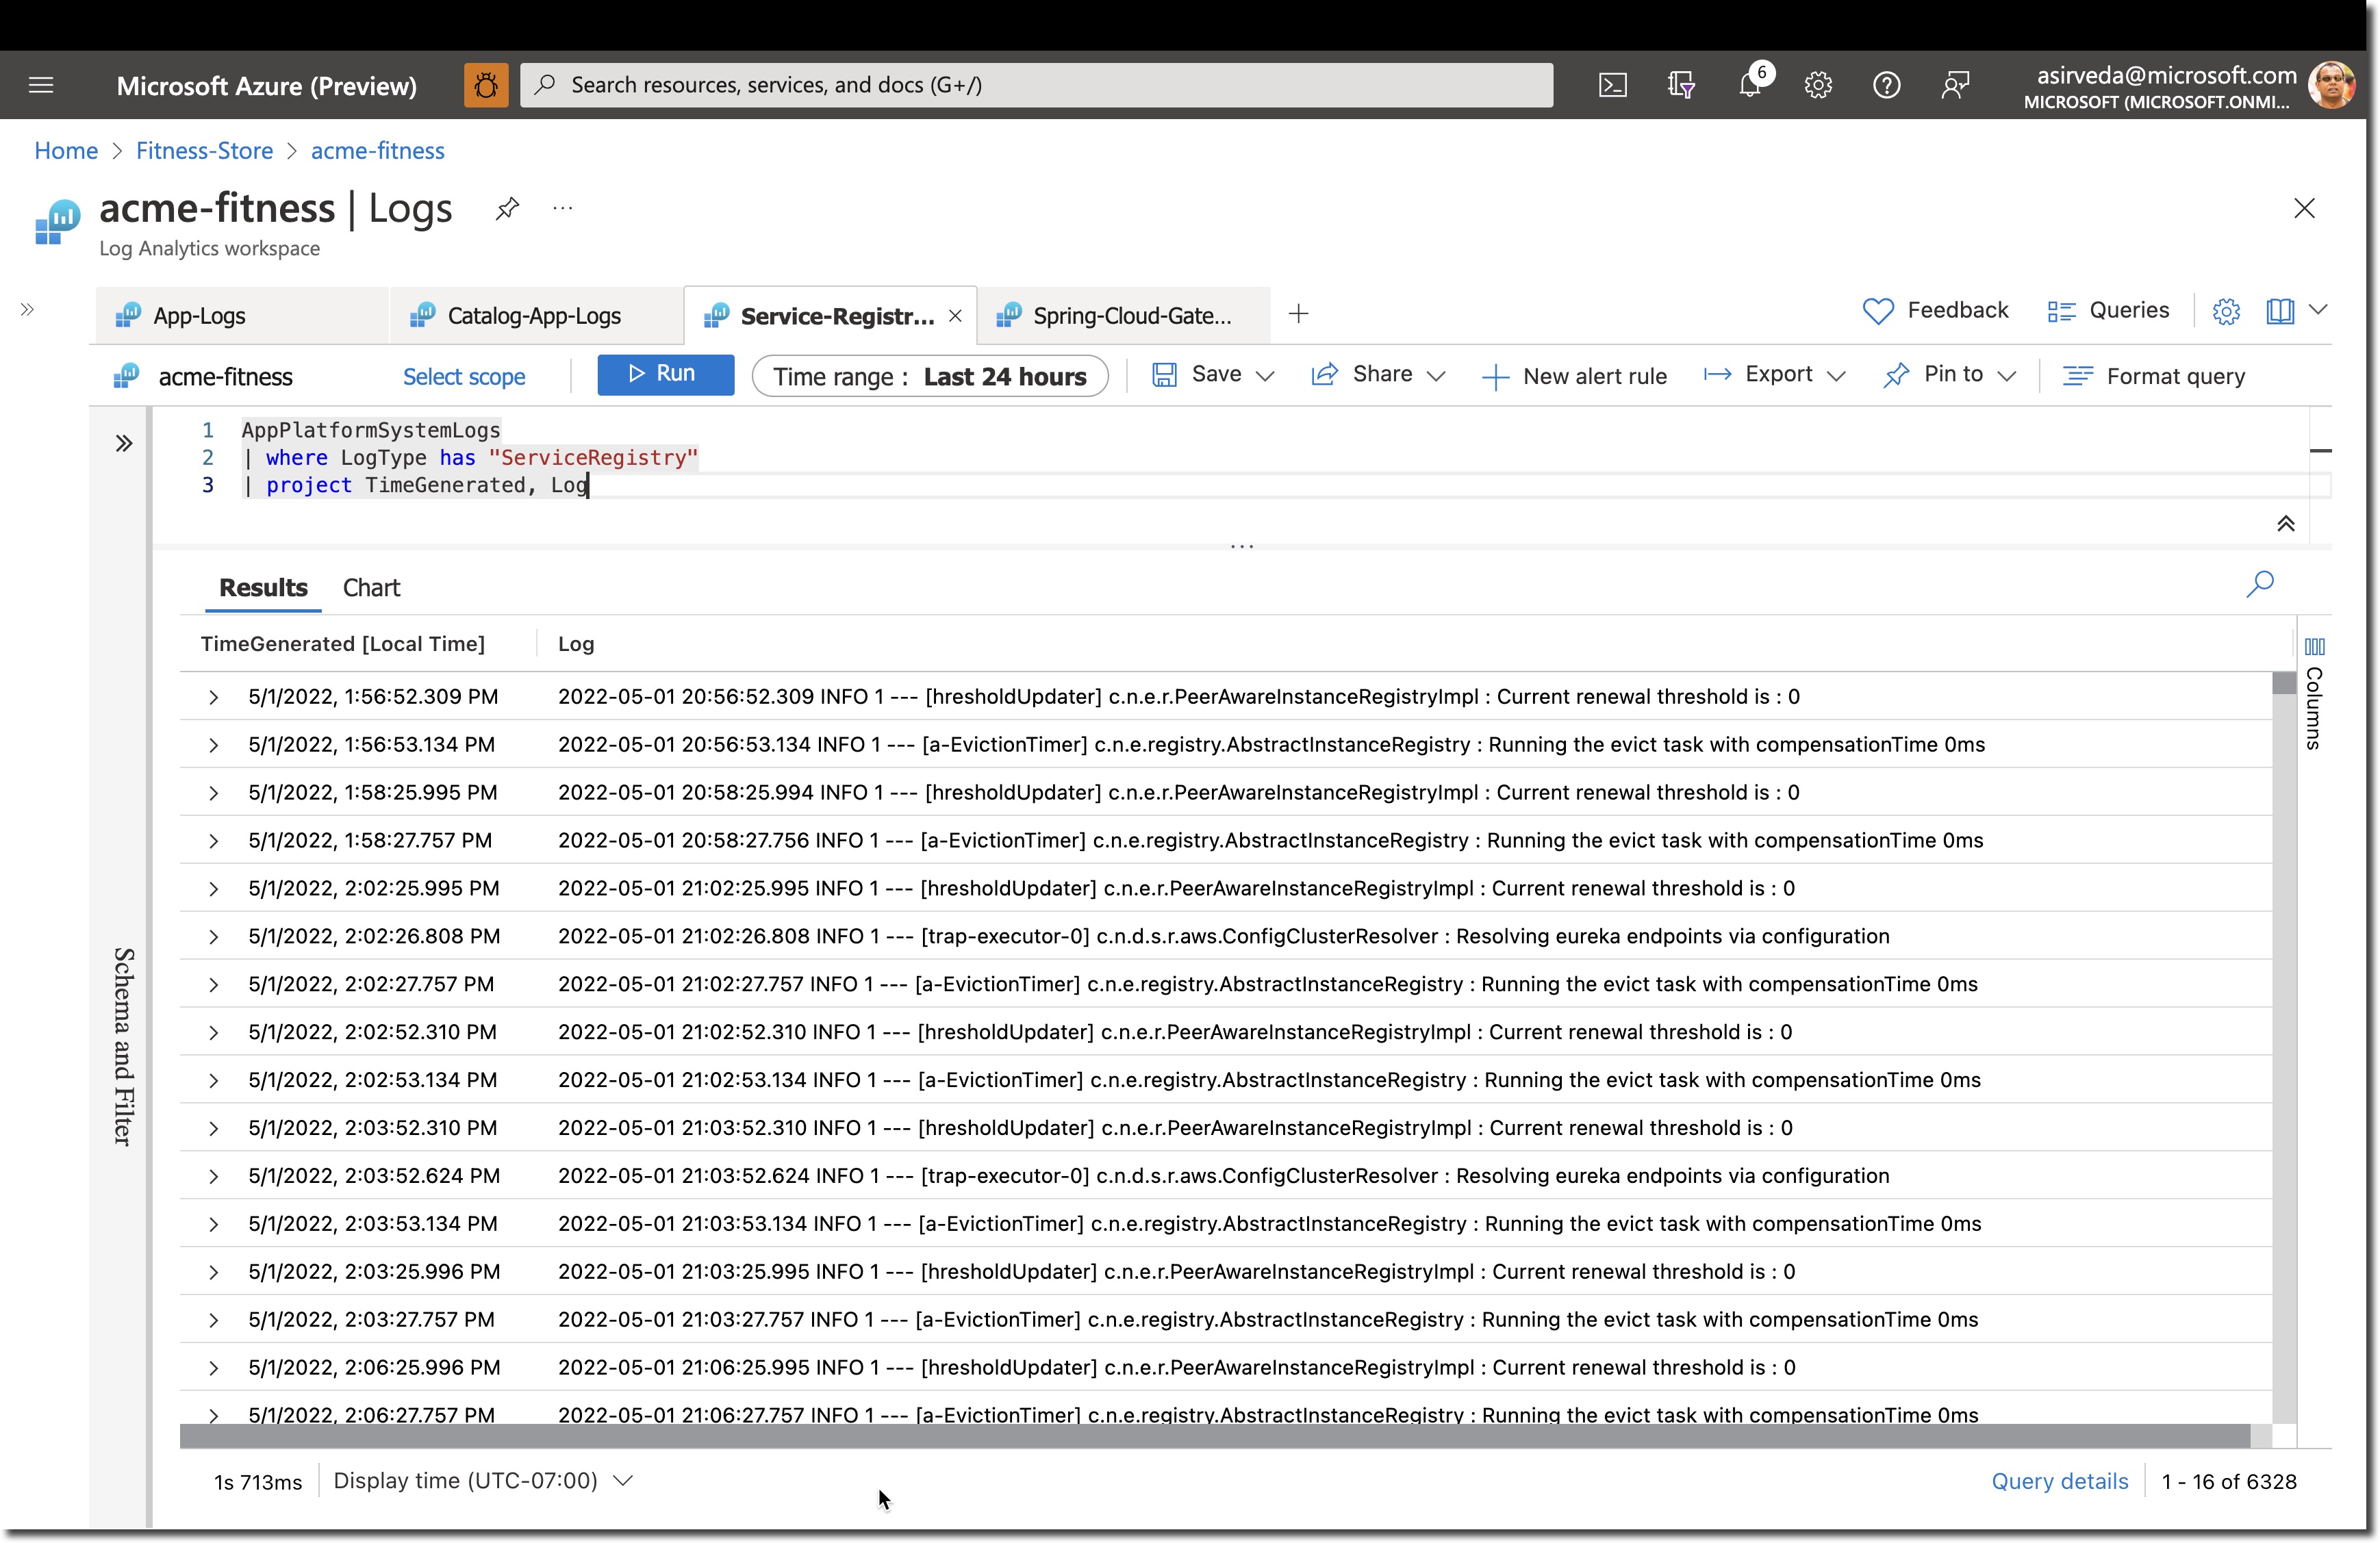 Microsoft Azure (Preview)
Search resources, services, and docs (G+/)
6
asirveda@microsoft.com
MICROSOFT (MICROSOFT.ONMI...
Home > Fitness-Store > acme-fitness
acme-fitness | Logs
Log Analytics workspace
App-Logs
Catalog-App-Logs
Service-Registr...
Spring-Cloud-Gate...
Feedback
Queries
acme-fitness
Select scope
Run
Time range : Last 24 hours
Save
Share
New alert rule
Export
Pin to
Format query
1 AppPlatformSystemLogs
2 | where LogType has "ServiceRegistry"
3 | project TimeGenerated, Log
Schema and Filter
Results
Chart
TimeGenerated [Local Time] Log
Columns
5/1/2022, 1:56:52.309 PM 2022-05-01 20:56:52.309 INFO 1 --- [hresholdUpdater] c.n.e.r.PeerAwareInstanceRegistryImpl : Current renewal threshold is : 0
5/1/2022, 1:56:53.134 PM 2022-05-01 20:56:53.134 INFO 1 --- [a-EvictionTimer] c.n.e.registry.AbstractInstanceRegistry : Running the evict task with compensationTime 0ms
5/1/2022, 1:58:25.995 PM 2022-05-01 20:58:25.994 INFO 1 --- [hresholdUpdater] c.n.e.r.PeerAwareInstanceRegistryImpl : Current renewal threshold is : 0
5/1/2022, 1:58:27.757 PM 2022-05-01 20:58:27.756 INFO 1 --- [a-EvictionTimer] c.n.e.registry.AbstractInstanceRegistry : Running the evict task with compensationTime 0ms
5/1/2022, 2:02:25.995 PM 2022-05-01 21:02:25.995 INFO 1 --- [hresholdUpdater] c.n.e.r.PeerAwareInstanceRegistryImpl : Current renewal threshold is : 0
5/1/2022, 2:02:26.808 PM 2022-05-01 21:02:26.808 INFO 1 --- [trap-executor-0] c.n.d.s.r.aws.ConfigClusterResolver : Resolving eureka endpoints via configuration
5/1/2022, 2:02:27.757 PM 2022-05-01 21:02:27.757 INFO 1 --- [a-EvictionTimer] c.n.e.registry.AbstractInstanceRegistry : Running the evict task with compensationTime 0ms
5/1/2022, 2:02:52.310 PM 2022-05-01 21:02:52.310 INFO 1 --- [hresholdUpdater] c.n.e.r.PeerAwareInstanceRegistryImpl : Current renewal threshold is : 0
5/1/2022, 2:02:53.134 PM 2022-05-01 21:02:53.134 INFO 1 --- [a-EvictionTimer] c.n.e.registry.AbstractInstanceRegistry : Running the evict task with compensationTime 0ms
5/1/2022, 2:03:52.310 PM 2022-05-01 21:03:52.310 INFO 1 --- [hresholdUpdater] c.n.e.r.PeerAwareInstanceRegistryImpl : Current renewal threshold is : 0
5/1/2022, 2:03:52.624 PM 2022-05-01 21:03:52.624 INFO 1 --- [trap-executor-0] c.n.d.s.r.aws.ConfigClusterResolver : Resolving eureka endpoints via configuration
5/1/2022, 2:03:53.134 PM 2022-05-01 21:03:53.134 INFO 1 --- [a-EvictionTimer] c.n.e.registry.AbstractInstanceRegistry : Running the evict task with compensationTime 0ms
5/1/2022, 2:03:25.996 PM 2022-05-01 21:03:25.995 INFO 1 --- [hresholdUpdater] c.n.e.r.PeerAwareInstanceRegistryImpl : Current renewal threshold is : 0
5/1/2022, 2:03:27.757 PM 2022-05-01 21:03:27.757 INFO 1 --- [a-EvictionTimer] c.n.e.registry.AbstractInstanceRegistry : Running the evict task with compensationTime 0ms
5/1/2022, 2:06:25.996 PM 2022-05-01 21:06:25.995 INFO 1 --- [hresholdUpdater] c.n.e.r.PeerAwareInstanceRegistryImpl : Current renewal threshold is : 0
5/1/2022, 2:06:27.757 PM 2022-05-01 21:06:27.757 INFO 1 --- [a-EvictionTimer] c.n.e.registry.AbstractInstanceRegistry : Running the evict task with compensationTime 0ms
1s 713ms
Display time (UTC-07:00)
Query details
1 - 16 of 6328